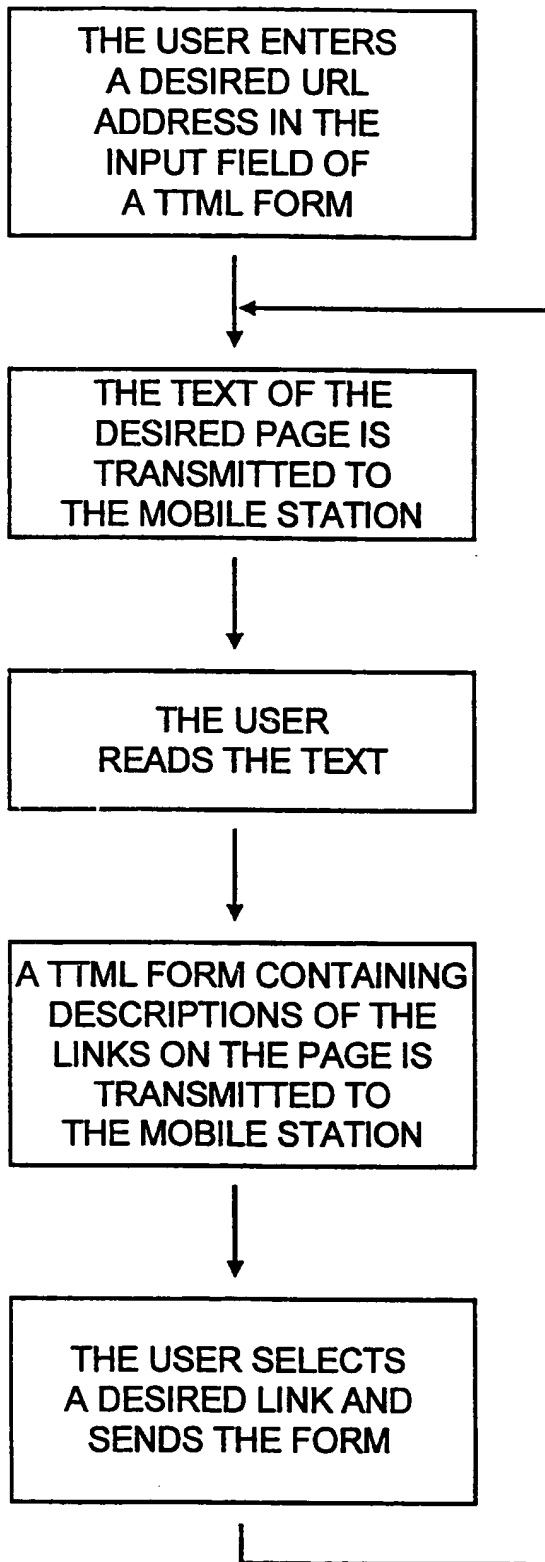 THE USER ENTERS
A DESIRED URL
ADDRESS IN THE
INPUT FIELD OF
A TTML FORM
THE TEXT OF THE
DESIRED PAGE IS
TRANSMITTED TO
THE MOBILE STATION
THE USER
READS THE TEXT
A TTML FORM CONTAINING
DESCRIPTIONS OF THE
LINKS ON THE PAGE IS
TRANSMITTED TO
THE MOBILE STATION
THE USER SELECTS
A DESIRED LINK AND
SENDS THE FORM